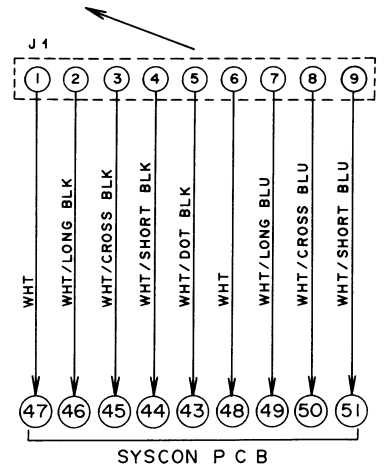 J1
1 2 3 4 5 6 7 8 9
WHT
WHT/LONG BLK
WHT/CROSS BLK
WHT/SHORT BLK
WHT/DOT BLK
WHT
WHT/LONG BLU
WHT/CROSS BLU
WHT/SHORT BLU
47 46 45 44 43 48 49 50 51
SYSCON PCB